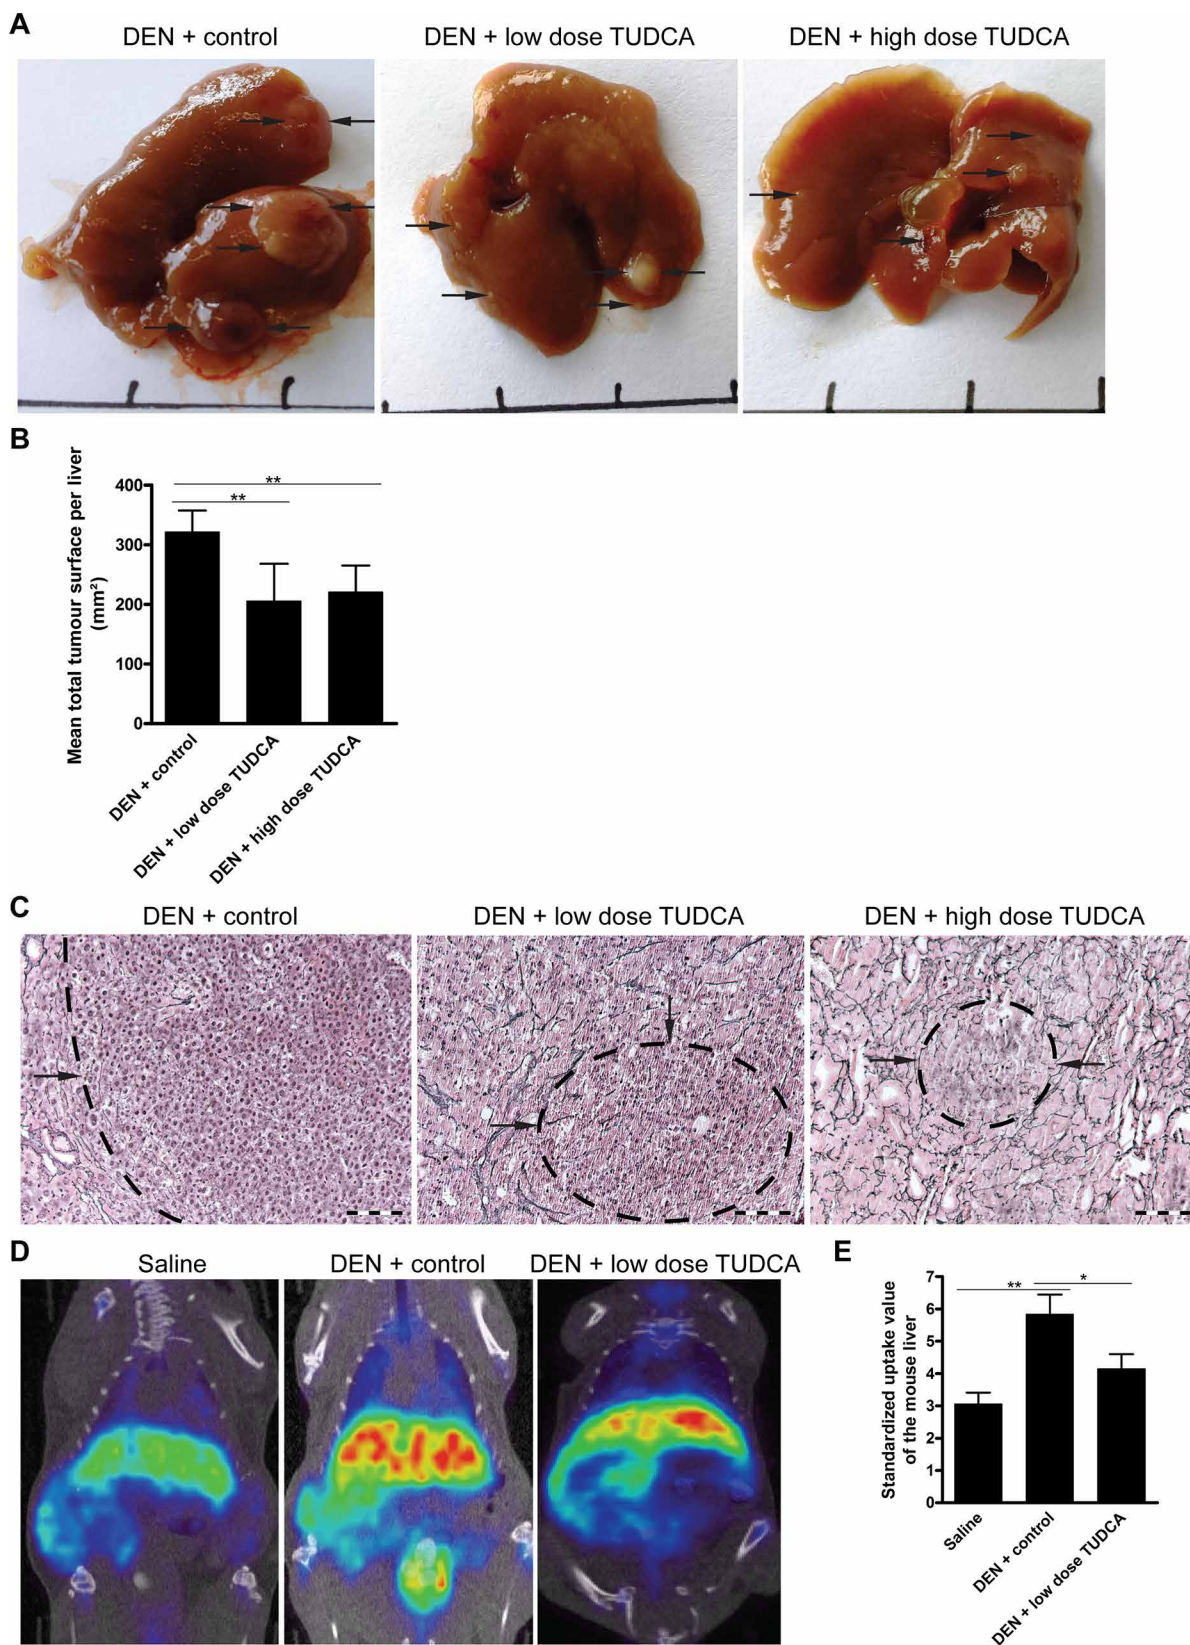 A
DEN + control
DEN + low dose TUDCA
DEN + high dose TUDCA
B
Mean total tumour surface per liver
(mm²)
400
300
200
100
0
**
**
DEN + control
DEN + low dose TUDCA
DEN + high dose TUDCA
C
DEN + control
DEN + low dose TUDCA
DEN + high dose TUDCA
D
Saline
DEN + control
DEN + low dose TUDCA
E
Standardized uptake value
of the mouse liver
7
6
5
4
3
2
1
0
**
*
Saline
DEN + control
DEN + low dose TUDCA